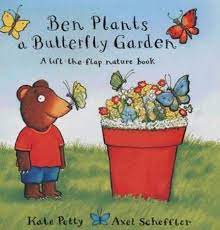 Ben Plants
a Butterfly Garden
A lift the flap nature book
Kate Petty Axel Scheffler